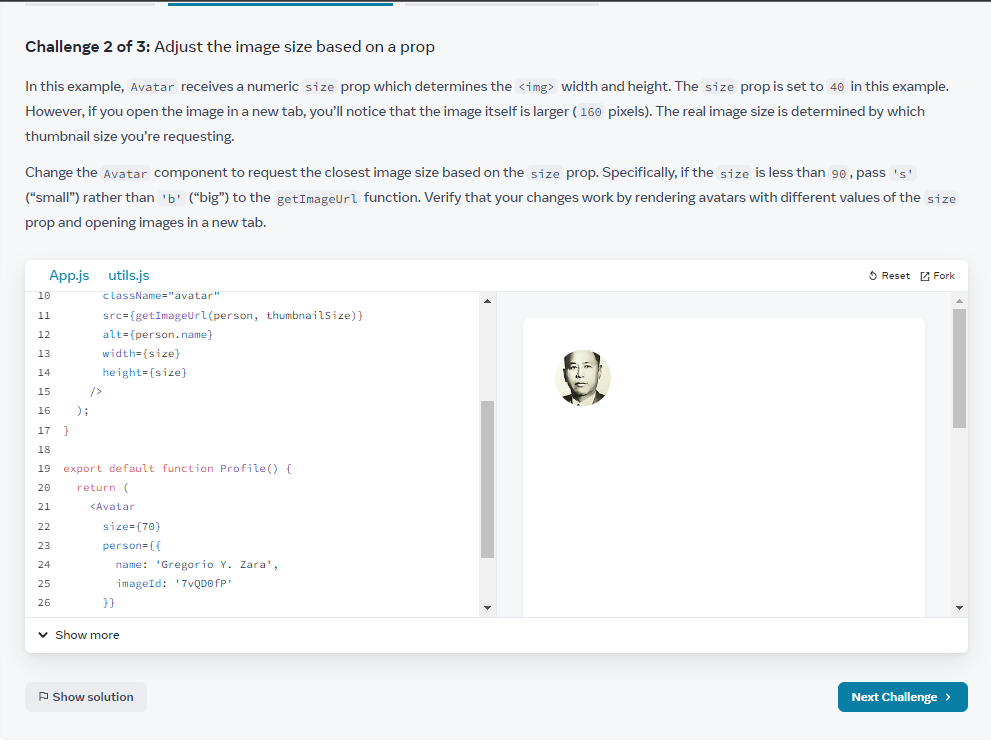 Challenge 2 of 3: Adjust the image size based on a prop
In this example, Avatar receives a numeric size prop which determines the <img> width and height. The size prop is set to 40 in this example.
However, if you open the image in a new tab, you’ll notice that the image itself is larger ( 160 pixels). The real image size is determined by which
thumbnail size you’re requesting.
Change the Avatar component to request the closest image size based on the size prop. Specifically, if the size is less than 90, pass 's'
(“small”) rather than 'b' (“big”) to the getImageUrl function. Verify that your changes work by rendering avatars with different values of the size
prop and opening images in a new tab.
App.js utils.js Reset Fork
10 className="avatar"
11 src={getImageUrl(person, thumbnailSize)}
12 alt={person.name}
13 width={size}
14 height={size}
15 />
16 );
17 }
18
19 export default function Profile() {
20 return (
21 <Avatar
22 size={70}
23 person={{
24 name: 'Gregorio Y. Zara',
25 imageId: '7vQD0fP'
26 }}
Show more
Show solution Next Challenge